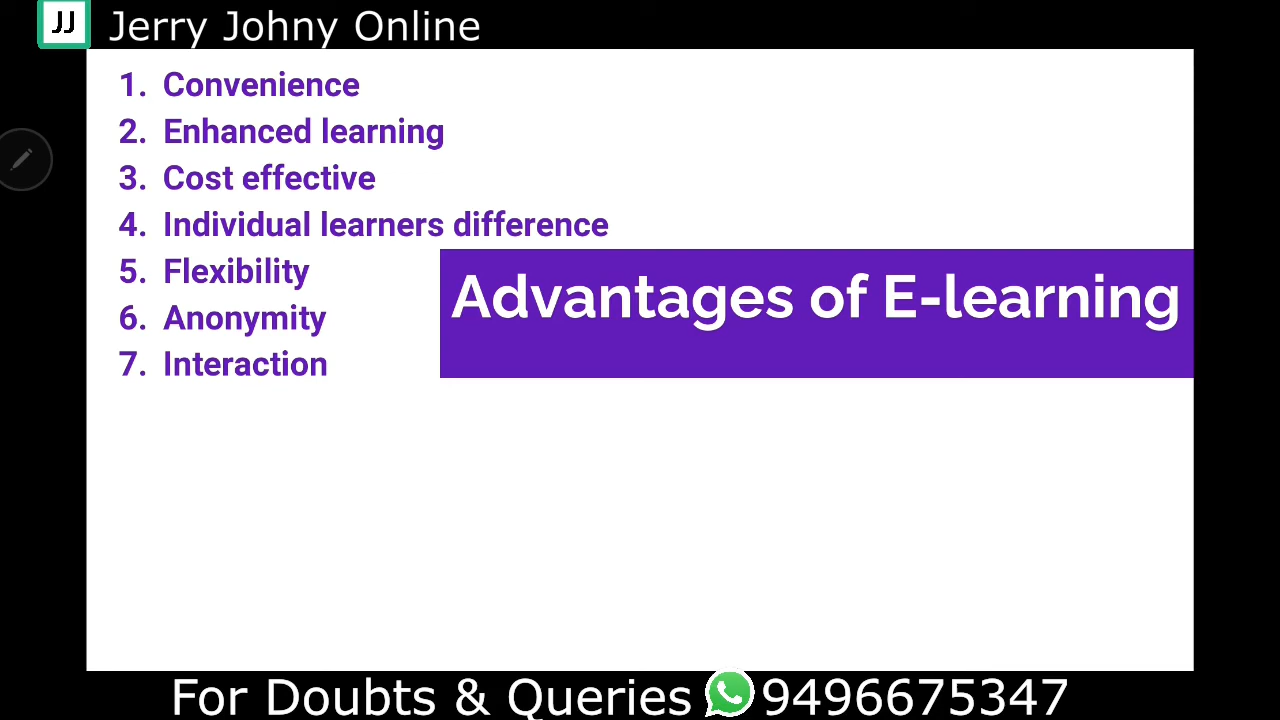 JJ Jerry Johny Online
1. Convenience
2. Enhanced learning
3. Cost effective
4. Individual learners difference
5. Flexibility
6. Anonymity
7. Interaction
Advantages of E-learning
For Doubts & Queries 9496675347